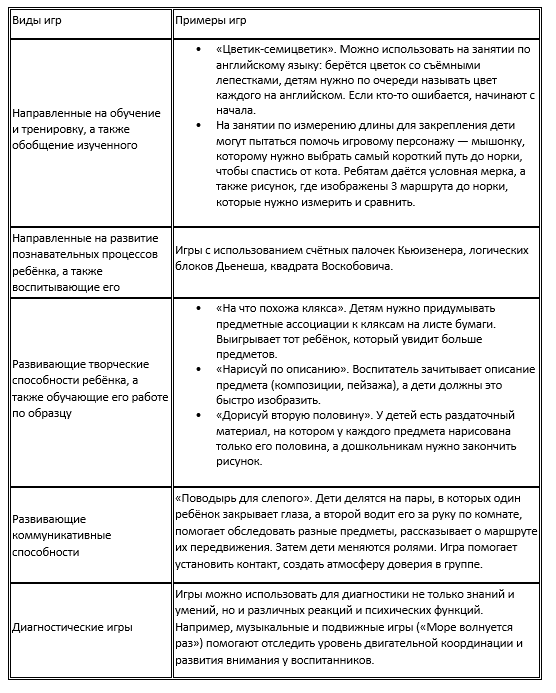 Виды игр
Примеры игр
Направленные на обучение
и тренировку, а также
обобщение изученного
• «Цветик-семицветик». Можно использовать на занятии по
английскому языку: берётся цветок со съёмными
лепестками, детям нужно по очереди называть цвет
каждого на английском. Если кто-то ошибается, начинают с
начала.
• На занятии по измерению длины для закрепления дети
могут пытаться помочь игровому персонажу — мышонку,
которому нужно выбрать самый короткий путь до норки,
чтобы спастись от кота. Ребятам даётся условная мерка, а
также рисунок, где изображены 3 маршрута до норки,
которые нужно измерить и сравнить.
Направленные на развитие
познавательных процессов
ребёнка, а также
воспитывающие его
Игры с использованием счётных палочек Кьюизенера, логических
блоков Дьенеша, квадрата Воскобовича.
Развивающие творческие
способности ребёнка, а
также обучающие его работе
по образцу
• «На что похожа клякса». Детям нужно придумывать
предметные ассоциации к кляксам на листе бумаги.
Выигрывает тот ребёнок, который увидит больше
предметов.
• «Нарисуй по описанию». Воспитатель зачитывает описание
предмета (композиции, пейзажа), а дети должны это
быстро изобразить.
• «Дорисуй вторую половину». У детей есть раздаточный
материал, на котором у каждого предмета нарисована
только его половина, а дошкольникам нужно закончить
рисунок.
Развивающие
коммуникативные
способности
«Поводырь для слепого». Дети делятся на пары, в которых один
ребёнок закрывает глаза, а второй водит его за руку по комнате,
помогает обследовать разные предметы, рассказывает о маршруте
их передвижения. Затем дети меняются ролями. Игра помогает
установить контакт, создать атмосферу доверия в группе.
Диагностические игры
Игры можно использовать для диагностики не только знаний и
умений, но и различных реакций и психических функций.
Например, музыкальные и подвижные игры («Море волнуется
раз») помогают отследить уровень двигательной координации и
развития внимания у воспитанников.